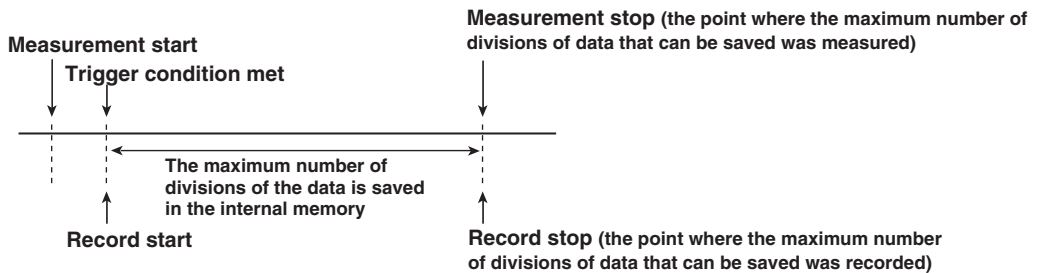 Measurement start
Trigger condition met
Measurement stop (the point where the maximum number of
divisions of data that can be saved was measured)
The maximum number of
divisions of the data is saved
in the internal memory
Record start
Record stop (the point where the maximum number
of divisions of data that can be saved was recorded)